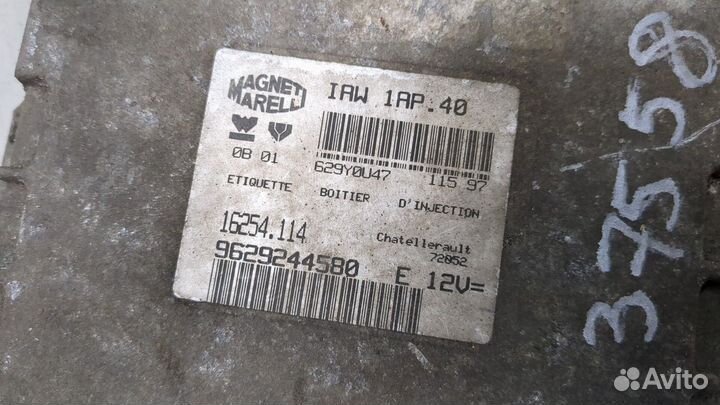 MAGNETI
MARELLI
IAW 1AP.40
0B 01
629Y0U47 115 97
ETIQUETTE BOITIER D'INJECTION
16254.114
Chatellerault
72052
9629244580 E 12V=
37558
Avito